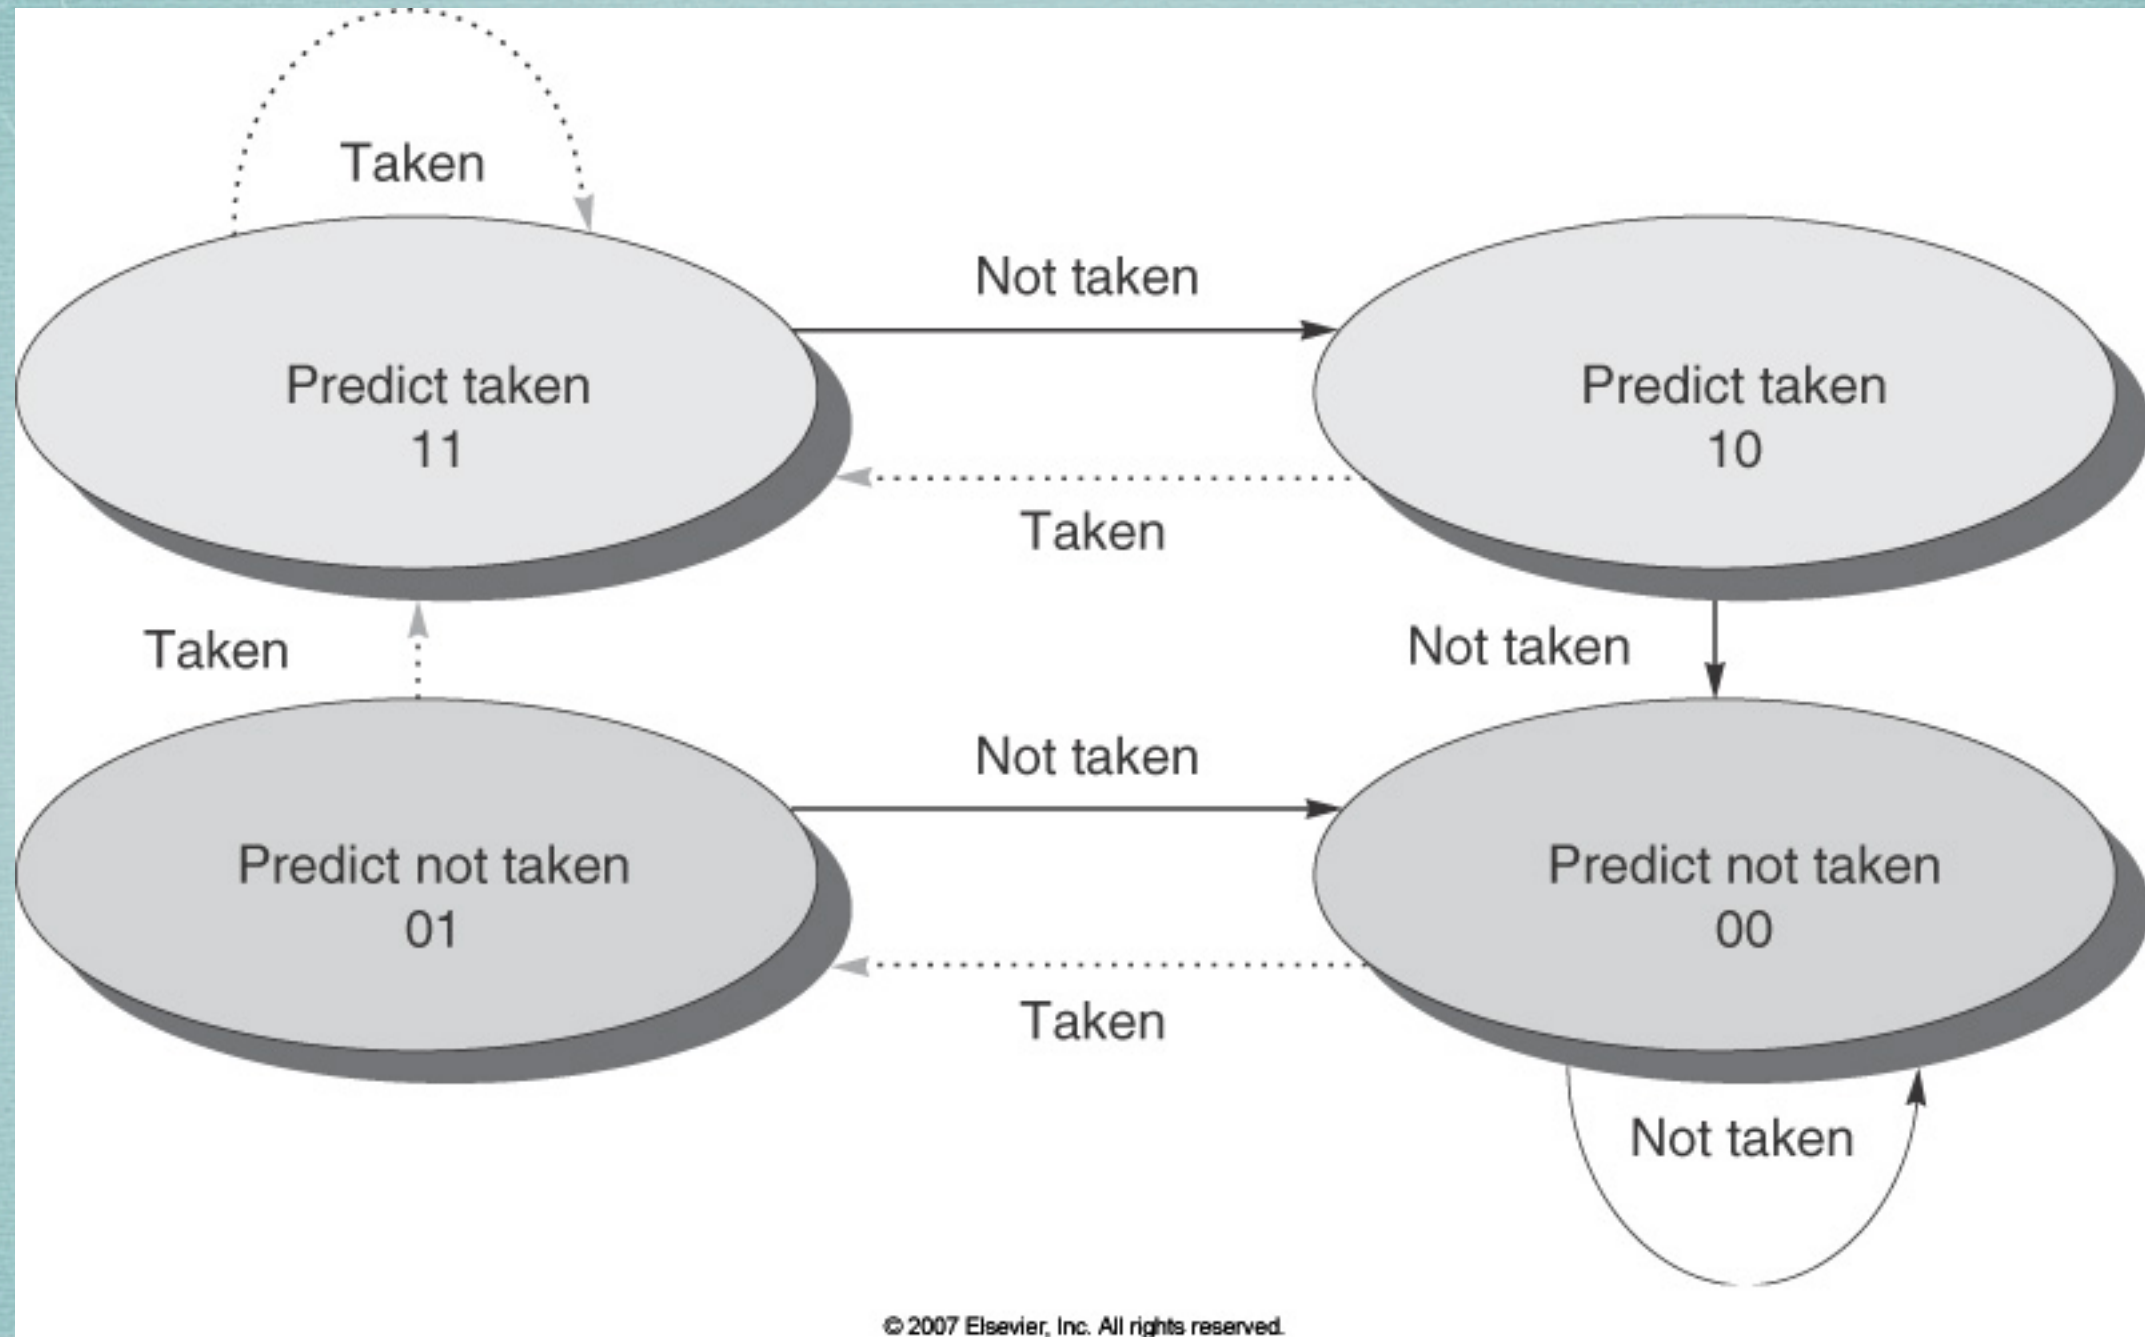 Taken
Not taken
Predict taken
11
Predict taken
10
Taken
Taken
Not taken
Not taken
Predict not taken
01
Predict not taken
00
Taken
Not taken
© 2007 Elsevier, Inc. All rights reserved.